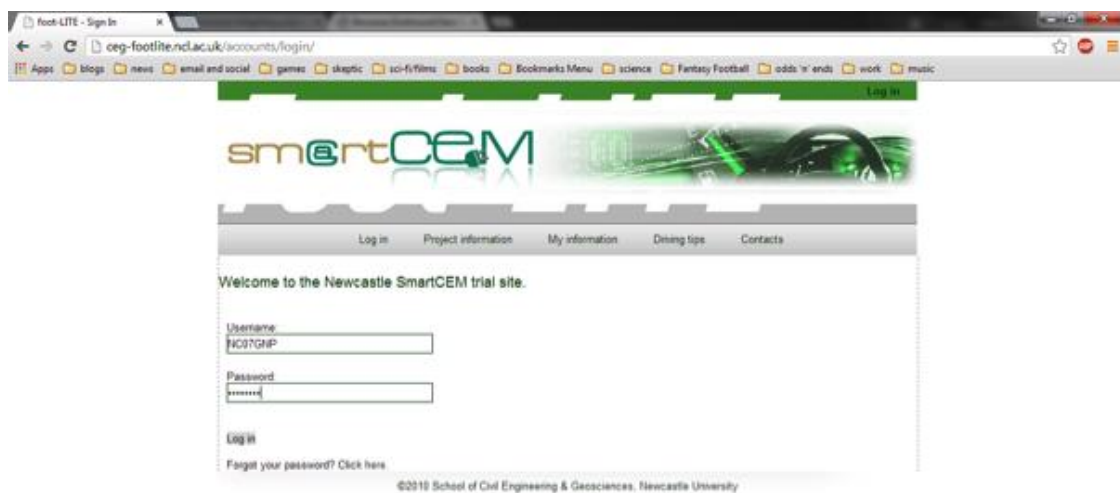 foot-LITE - Sign In
ceg-footlite.ncl.ac.uk/accounts/login/
Apps blogs news email and social games skeptic sci-fi/films books Bookmarks Menu science Fantasy Football odds 'n' ends work music
Log in
sm@rtCEM
Log in Project information My information Driving tips Contacts
Welcome to the Newcastle SmartCEM trial site.
Username
NC07GNP
Password
••••••••
Log in
Forgot your password? Click here
©2010 School of Civil Engineering & Geosciences, Newcastle University